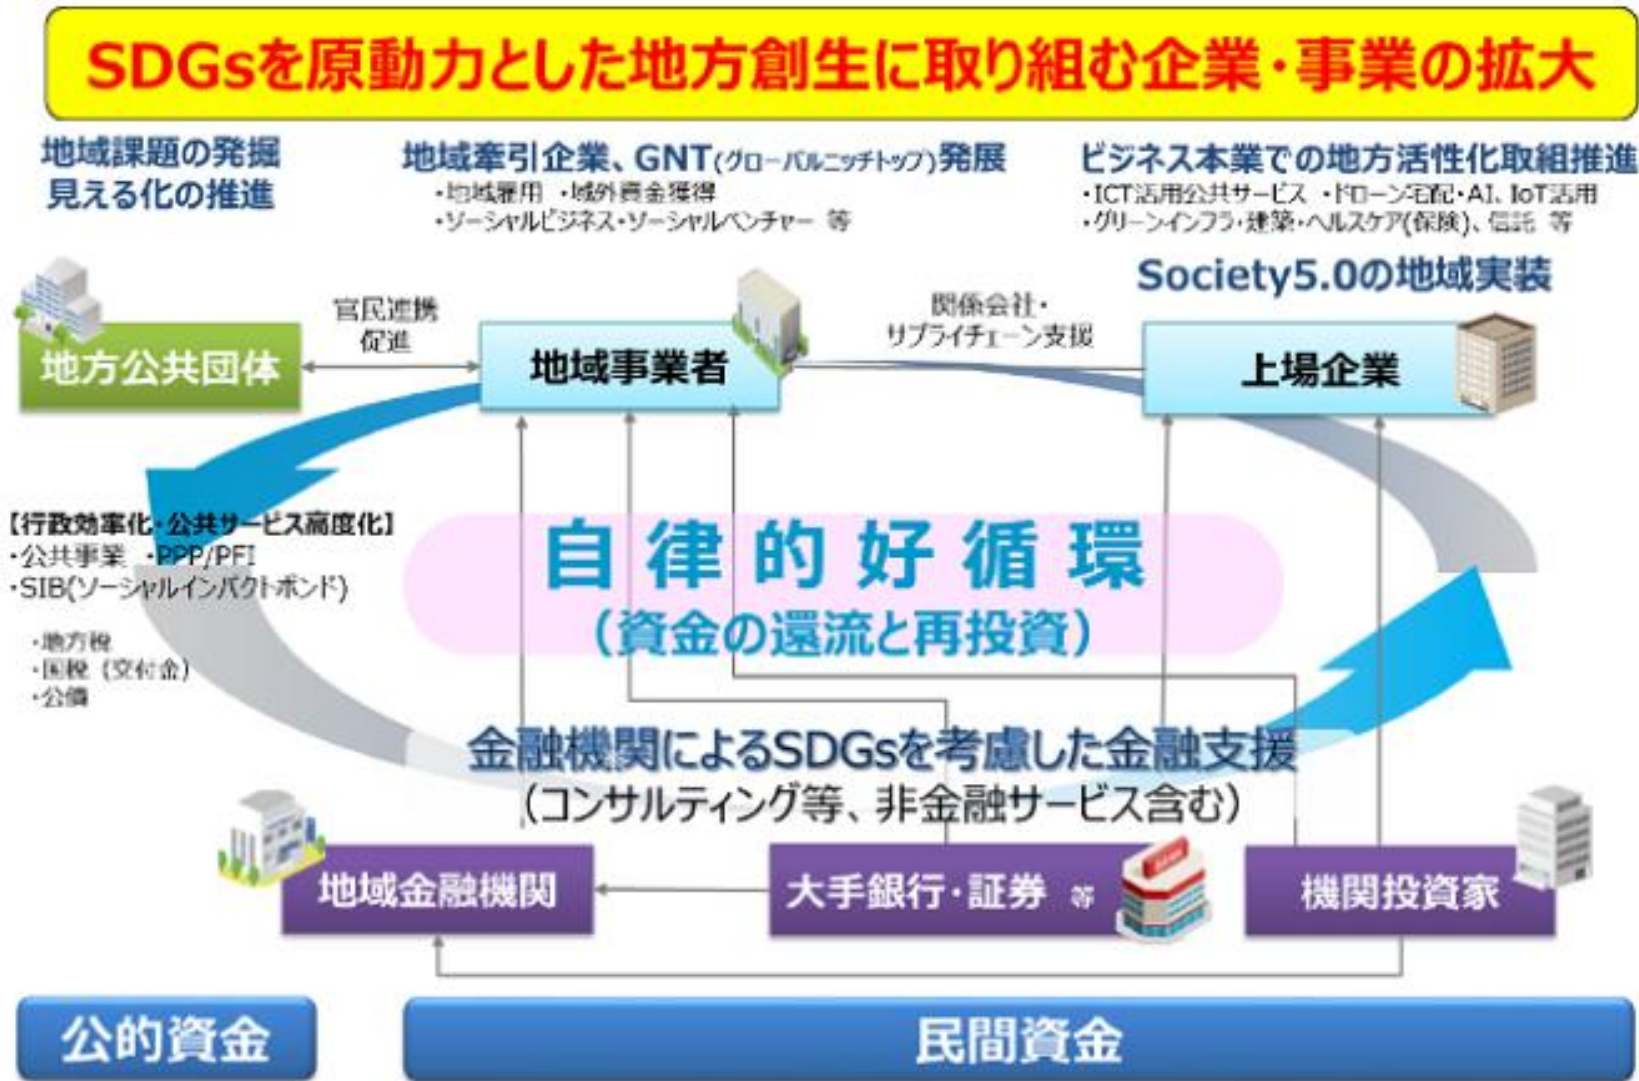 SDGsを原動力とした地方創生に取り組む企業・事業の拡大
地域課題の発掘
見える化の推進
地域牽引企業、GNT(グローバルニッチトップ)発展
・地域雇用 ・域外資金獲得
・ソーシャルビジネス・ソーシャルベンチャー 等
ビジネス本業での地方活性化取組推進
・ICT活用公共サービス ・ドローン宅配・AI、IoT活用
・グリーンインフラ・建築・ヘルスケア(保険)、信託 等
Society5.0の地域実装
地方公共団体
官民連携
促進
地域事業者
関係会社・
サプライチェーン支援
上場企業
【行政効率化・公共サービス高度化】
・公共事業 ・PPP/PFI
・SIB(ソーシャルインパクトボンド)
・地方税
・国税（交付金）
・公債
自律的好循環
（資金の還流と再投資）
金融機関によるSDGsを考慮した金融支援
（コンサルティング等、非金融サービス含む）
地域金融機関
大手銀行・証券 等
機関投資家
公的資金
民間資金